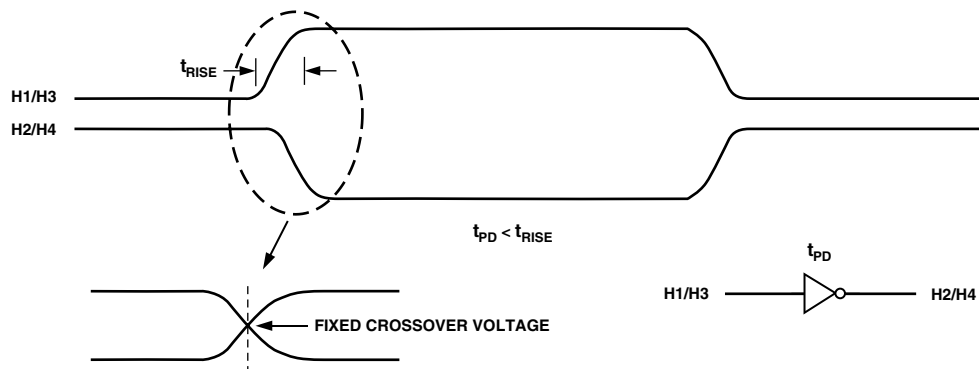 tRISE
H1/H3
H2/H4
tPD < tRISE
tPD
H1/H3
H2/H4
FIXED CROSSOVER VOLTAGE